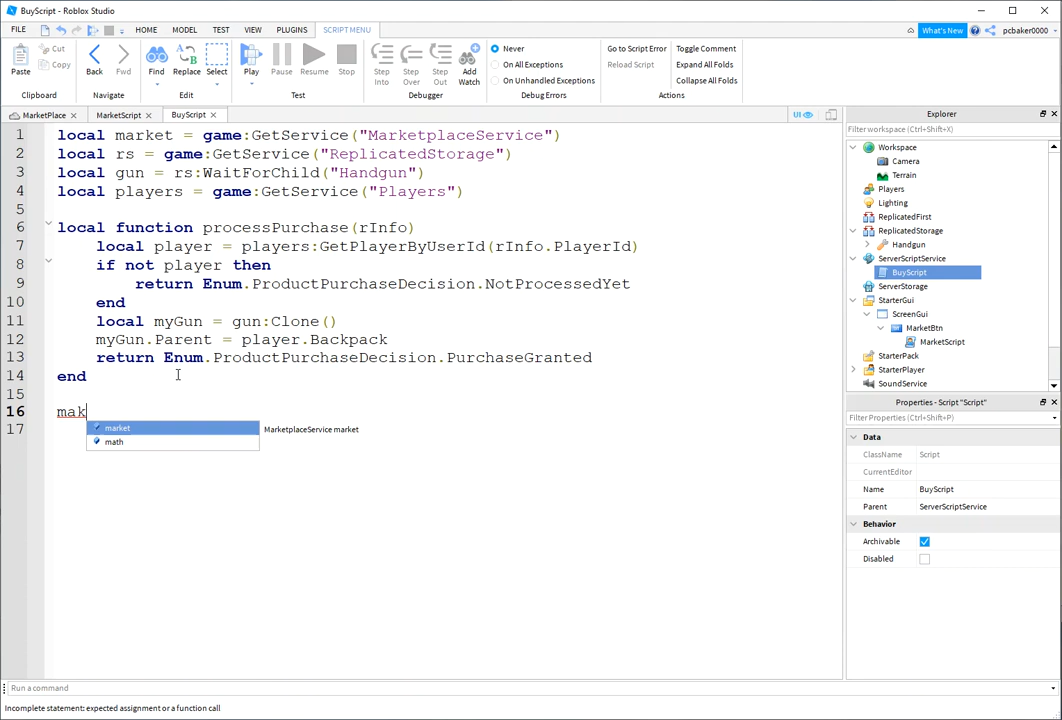 BuyScript - Roblox Studio
FILE HOME MODEL TEST VIEW PLUGINS SCRIPT MENU What's New pcbaker0000
Paste Cut Copy Back Fwd Find Replace Select Play Pause Resume Stop Step Into Step Over Step Out Add Watch Never On All Exceptions On Unhandled Exceptions Go to Script Error Reload Script Toggle Comment Expand All Folds Collapse All Folds
Clipboard Navigate Edit Test Debugger Debug Errors Actions
MarketPlace MarketScript BuyScript UI
1 local market = game:GetService("MarketplaceService")
2 local rs = game:GetService("ReplicatedStorage")
3 local gun = rs:WaitForChild("Handgun")
4 local players = game:GetService("Players")
5
6 local function processPurchase(rInfo)
7 local player = players:GetPlayerByUserId(rInfo.PlayerId)
8 if not player then
9 return Enum.ProductPurchaseDecision.NotProcessedYet
10 end
11 local myGun = gun:Clone()
12 myGun.Parent = player.Backpack
13 return Enum.ProductPurchaseDecision.PurchaseGranted
14 end
15
16 mak
17
market MarketplaceService market
math
Explorer
Filter workspace (Ctrl+Shift+X)
Workspace
Camera
Terrain
Players
Lighting
ReplicatedFirst
ReplicatedStorage
Handgun
ServerScriptService
BuyScript
ServerStorage
StarterGui
ScreenGui
MarketBtn
MarketScript
StarterPack
StarterPlayer
SoundService
Properties - Script "Script"
Filter Properties (Ctrl+Shift+P)
Data
ClassName Script
CurrentEditor
Name BuyScript
Parent ServerScriptService
Behavior
Archivable
Disabled
Run a command
Incomplete statement: expected assignment or a function call